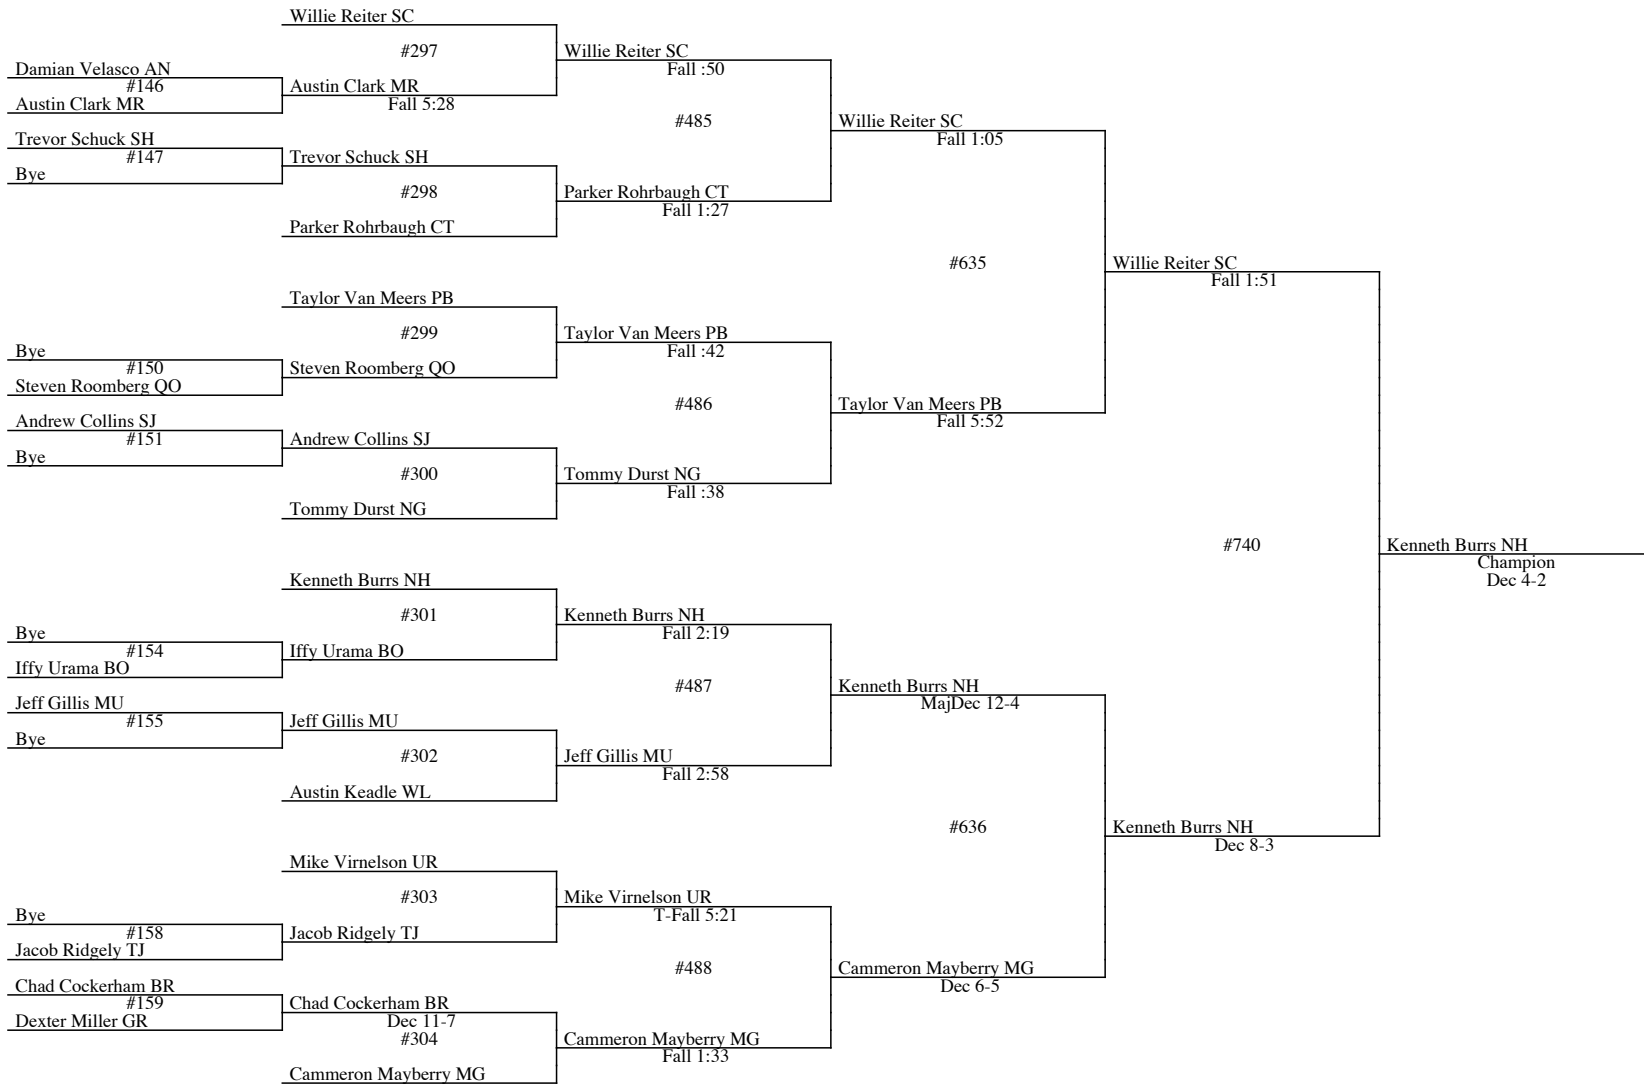 Willie Reiter SC
#297
Willie Reiter SC
Fall :50
Damian Velasco AN
#146
Austin Clark MR
Austin Clark MR
Fall 5:28
#485
Willie Reiter SC
Fall 1:05
Trevor Schuck SH
#147
Bye
Trevor Schuck SH
#298
Parker Rohrbaugh CT
Fall 1:27
Parker Rohrbaugh CT
#635
Willie Reiter SC
Fall 1:51
Taylor Van Meers PB
#299
Taylor Van Meers PB
Fall :42
Bye
#150
Steven Roomberg QO
Steven Roomberg QO
#486
Taylor Van Meers PB
Fall 5:52
Andrew Collins SJ
#151
Bye
Andrew Collins SJ
#300
Tommy Durst NG
Fall :38
Tommy Durst NG
#740
Kenneth Burrs NH
Champion
Dec 4-2
Kenneth Burrs NH
#301
Kenneth Burrs NH
Fall 2:19
Bye
#154
Iffy Urama BO
Iffy Urama BO
#487
Kenneth Burrs NH
MajDec 12-4
Jeff Gillis MU
#155
Bye
Jeff Gillis MU
#302
Jeff Gillis MU
Fall 2:58
Austin Keadle WL
#636
Kenneth Burrs NH
Dec 8-3
Mike Virnelson UR
#303
Mike Virnelson UR
T-Fall 5:21
Bye
#158
Jacob Ridgely TJ
Jacob Ridgely TJ
#488
Cammeron Mayberry MG
Dec 6-5
Chad Cockerham BR
#159
Dexter Miller GR
Chad Cockerham BR
Dec 11-7
#304
Cammeron Mayberry MG
Fall 1:33
Cammeron Mayberry MG